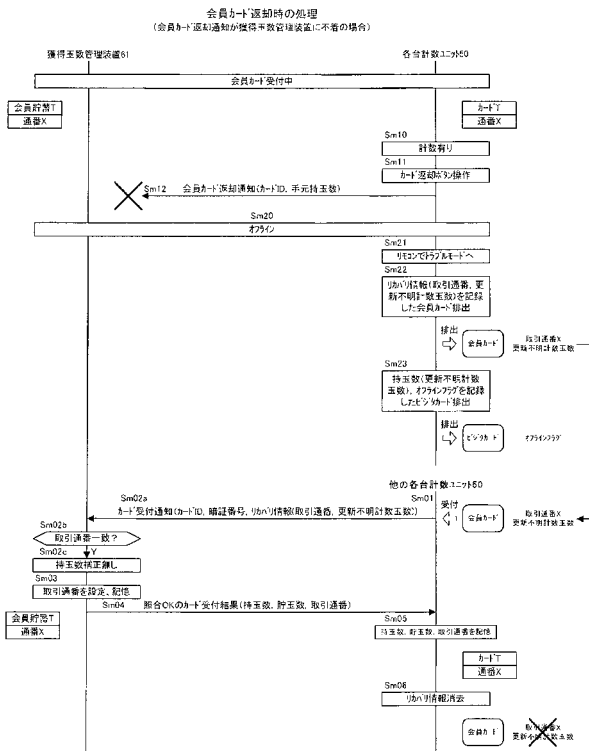 会員カード返却時の処理
(会員カード返却通知が獲得玉数管理装置に不着の場合)
獲得玉数管理装置61
各台計数ユニット50
会員カード受付中
会員貯蓄T
通番X
カードT
通番X
Sm10
計数有り
Sm11
カード返却ボタン操作
Sm12 会員カード返却通知(カードID, 手元持玉数)
Sm20
オフライン
Sm21
リモコンでトラブルモードへ
Sm22
リカバリ情報(取引通番、更
新不明計数玉数)を記録
した会員カード排出
排出
会員カード
取引通番X
更新不明計数玉数
Sm23
持玉数(更新不明計数
玉数)、オフラインフラグを記録
したビジタカード排出
排出
ビジタカード
オフラインフラグ
他の各台計数ユニット50
Sm02a
Sm01
カード受付通知(カードID, 暗証番号, リカバリ情報(取引通番、更新不明計数玉数))
受付
会員カード
取引通番X
更新不明計数玉数
Sm02b
取引通番一致?
Sm02c
Y
持玉数補正無し
Sm03
取引通番を設定、記憶
Sm04 照合OKのカード受付結果(持玉数、貯玉数、取引通番)
会員貯蓄T
通番X
Sm05
持玉数、貯玉数、取引通番を記憶
カードT
通番X
Sm06
リカバリ情報消去
会員カード
取引通番X
更新不明計数玉数